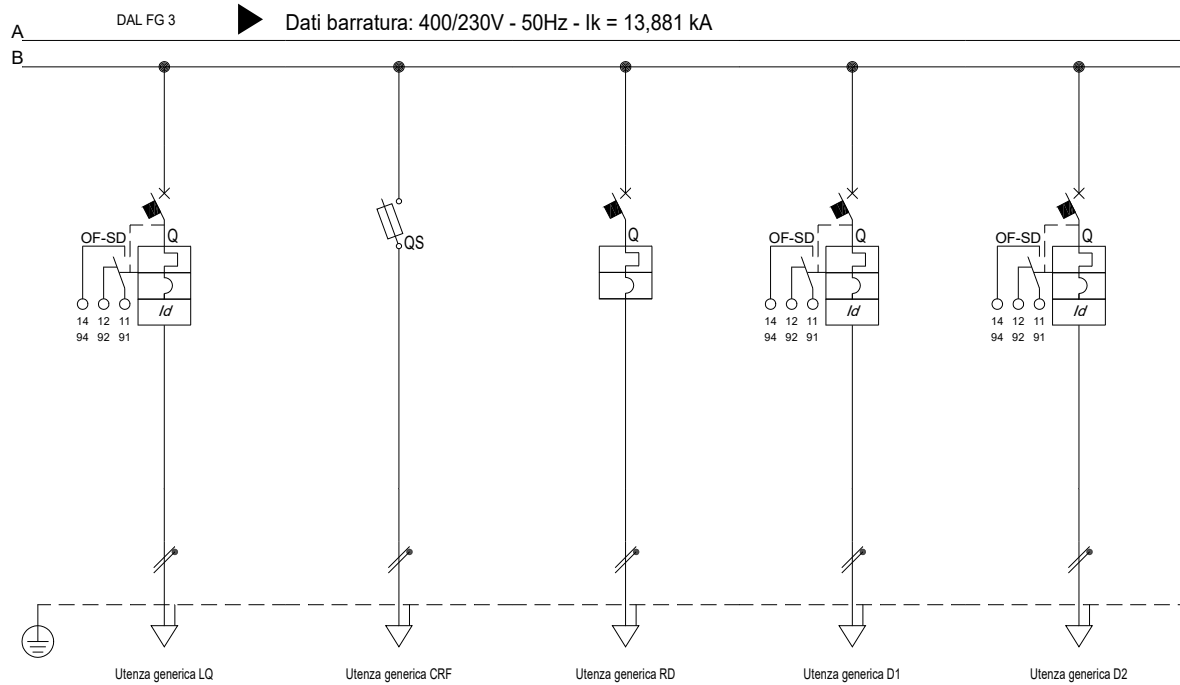 DAL FG 3
Dati barratura: 400/230V - 50Hz - Ik = 13,881 kA
A
B
Q
QS
Q
Q
Q
OF-SD
OF-SD
OF-SD
Id
Id
Id
14 12 11
94 92 91
14 12 11
94 92 91
14 12 11
94 92 91
Utenza generica LQ
Utenza generica CRF
Utenza generica RD
Utenza generica D1
Utenza generica D2